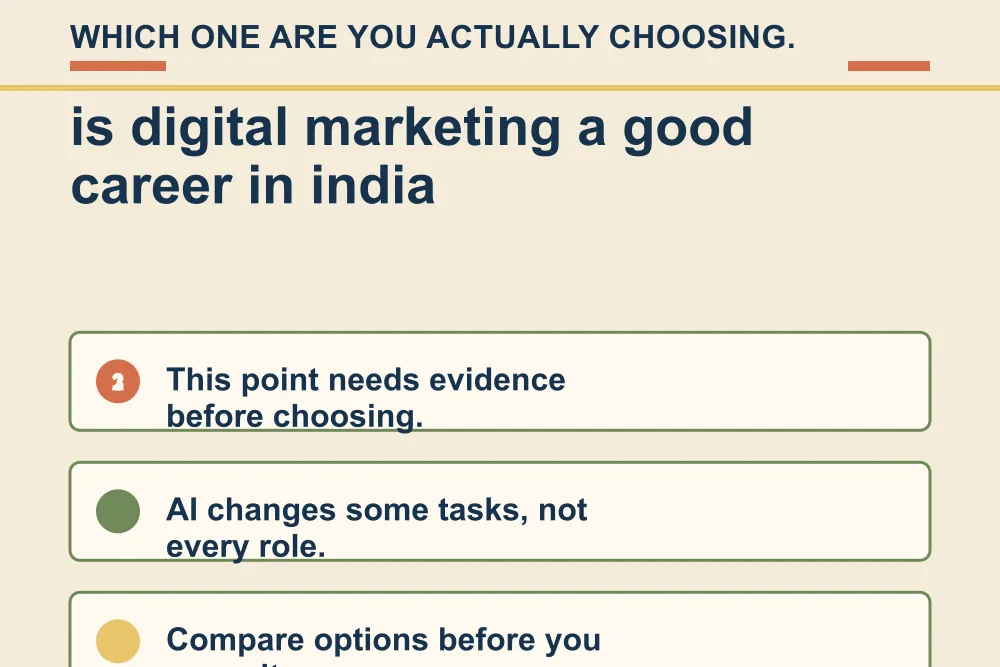 WHICH ONE ARE YOU ACTUALLY CHOOSING.
is digital marketing a good
career in india
This point needs evidence
before choosing.
AI changes some tasks, not
every role.
Compare options before you